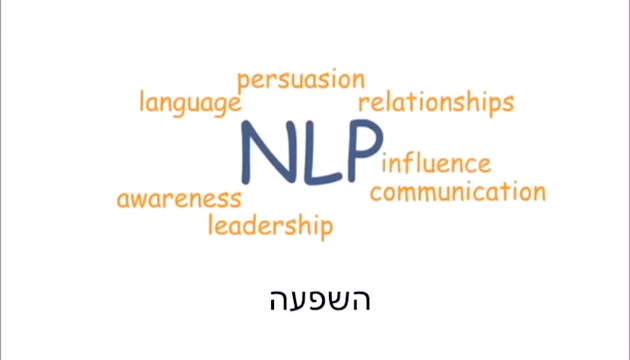 persuasion
language relationships
NLP
influence
communication
awareness
leadership
השפעה